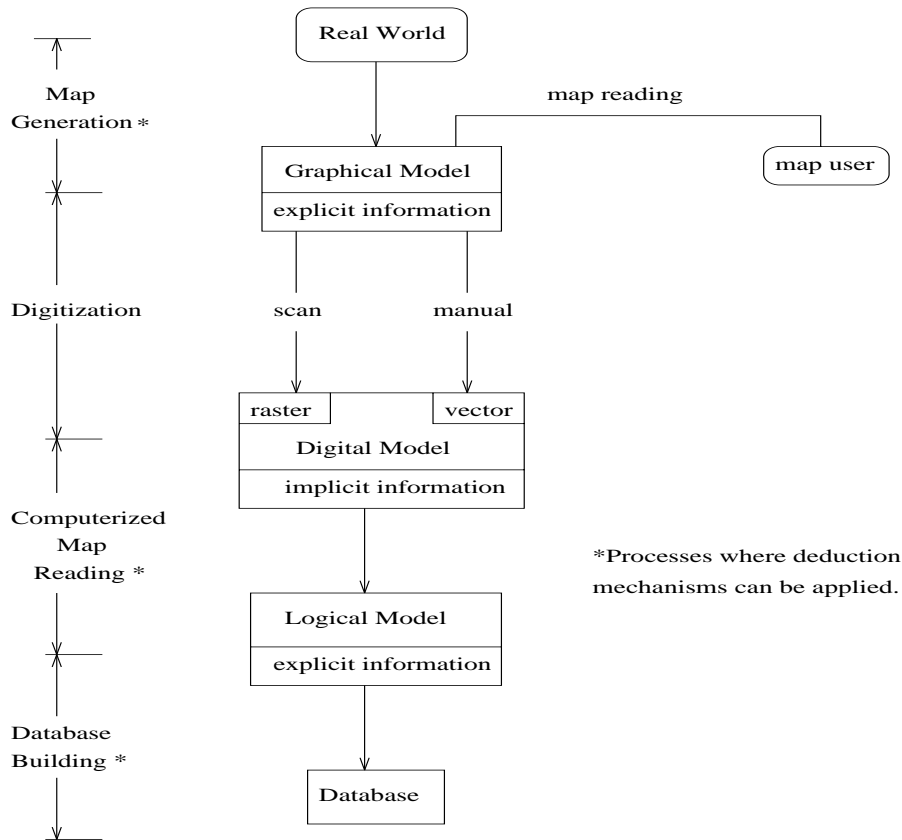 Real World
Map
Generation *
map reading
map user
Graphical Model
explicit information
Digitization
scan
manual
raster
vector
Digital Model
implicit information
Computerized
Map
Reading *
*Processes where deduction
mechanisms can be applied.
Logical Model
explicit information
Database
Building *
Database